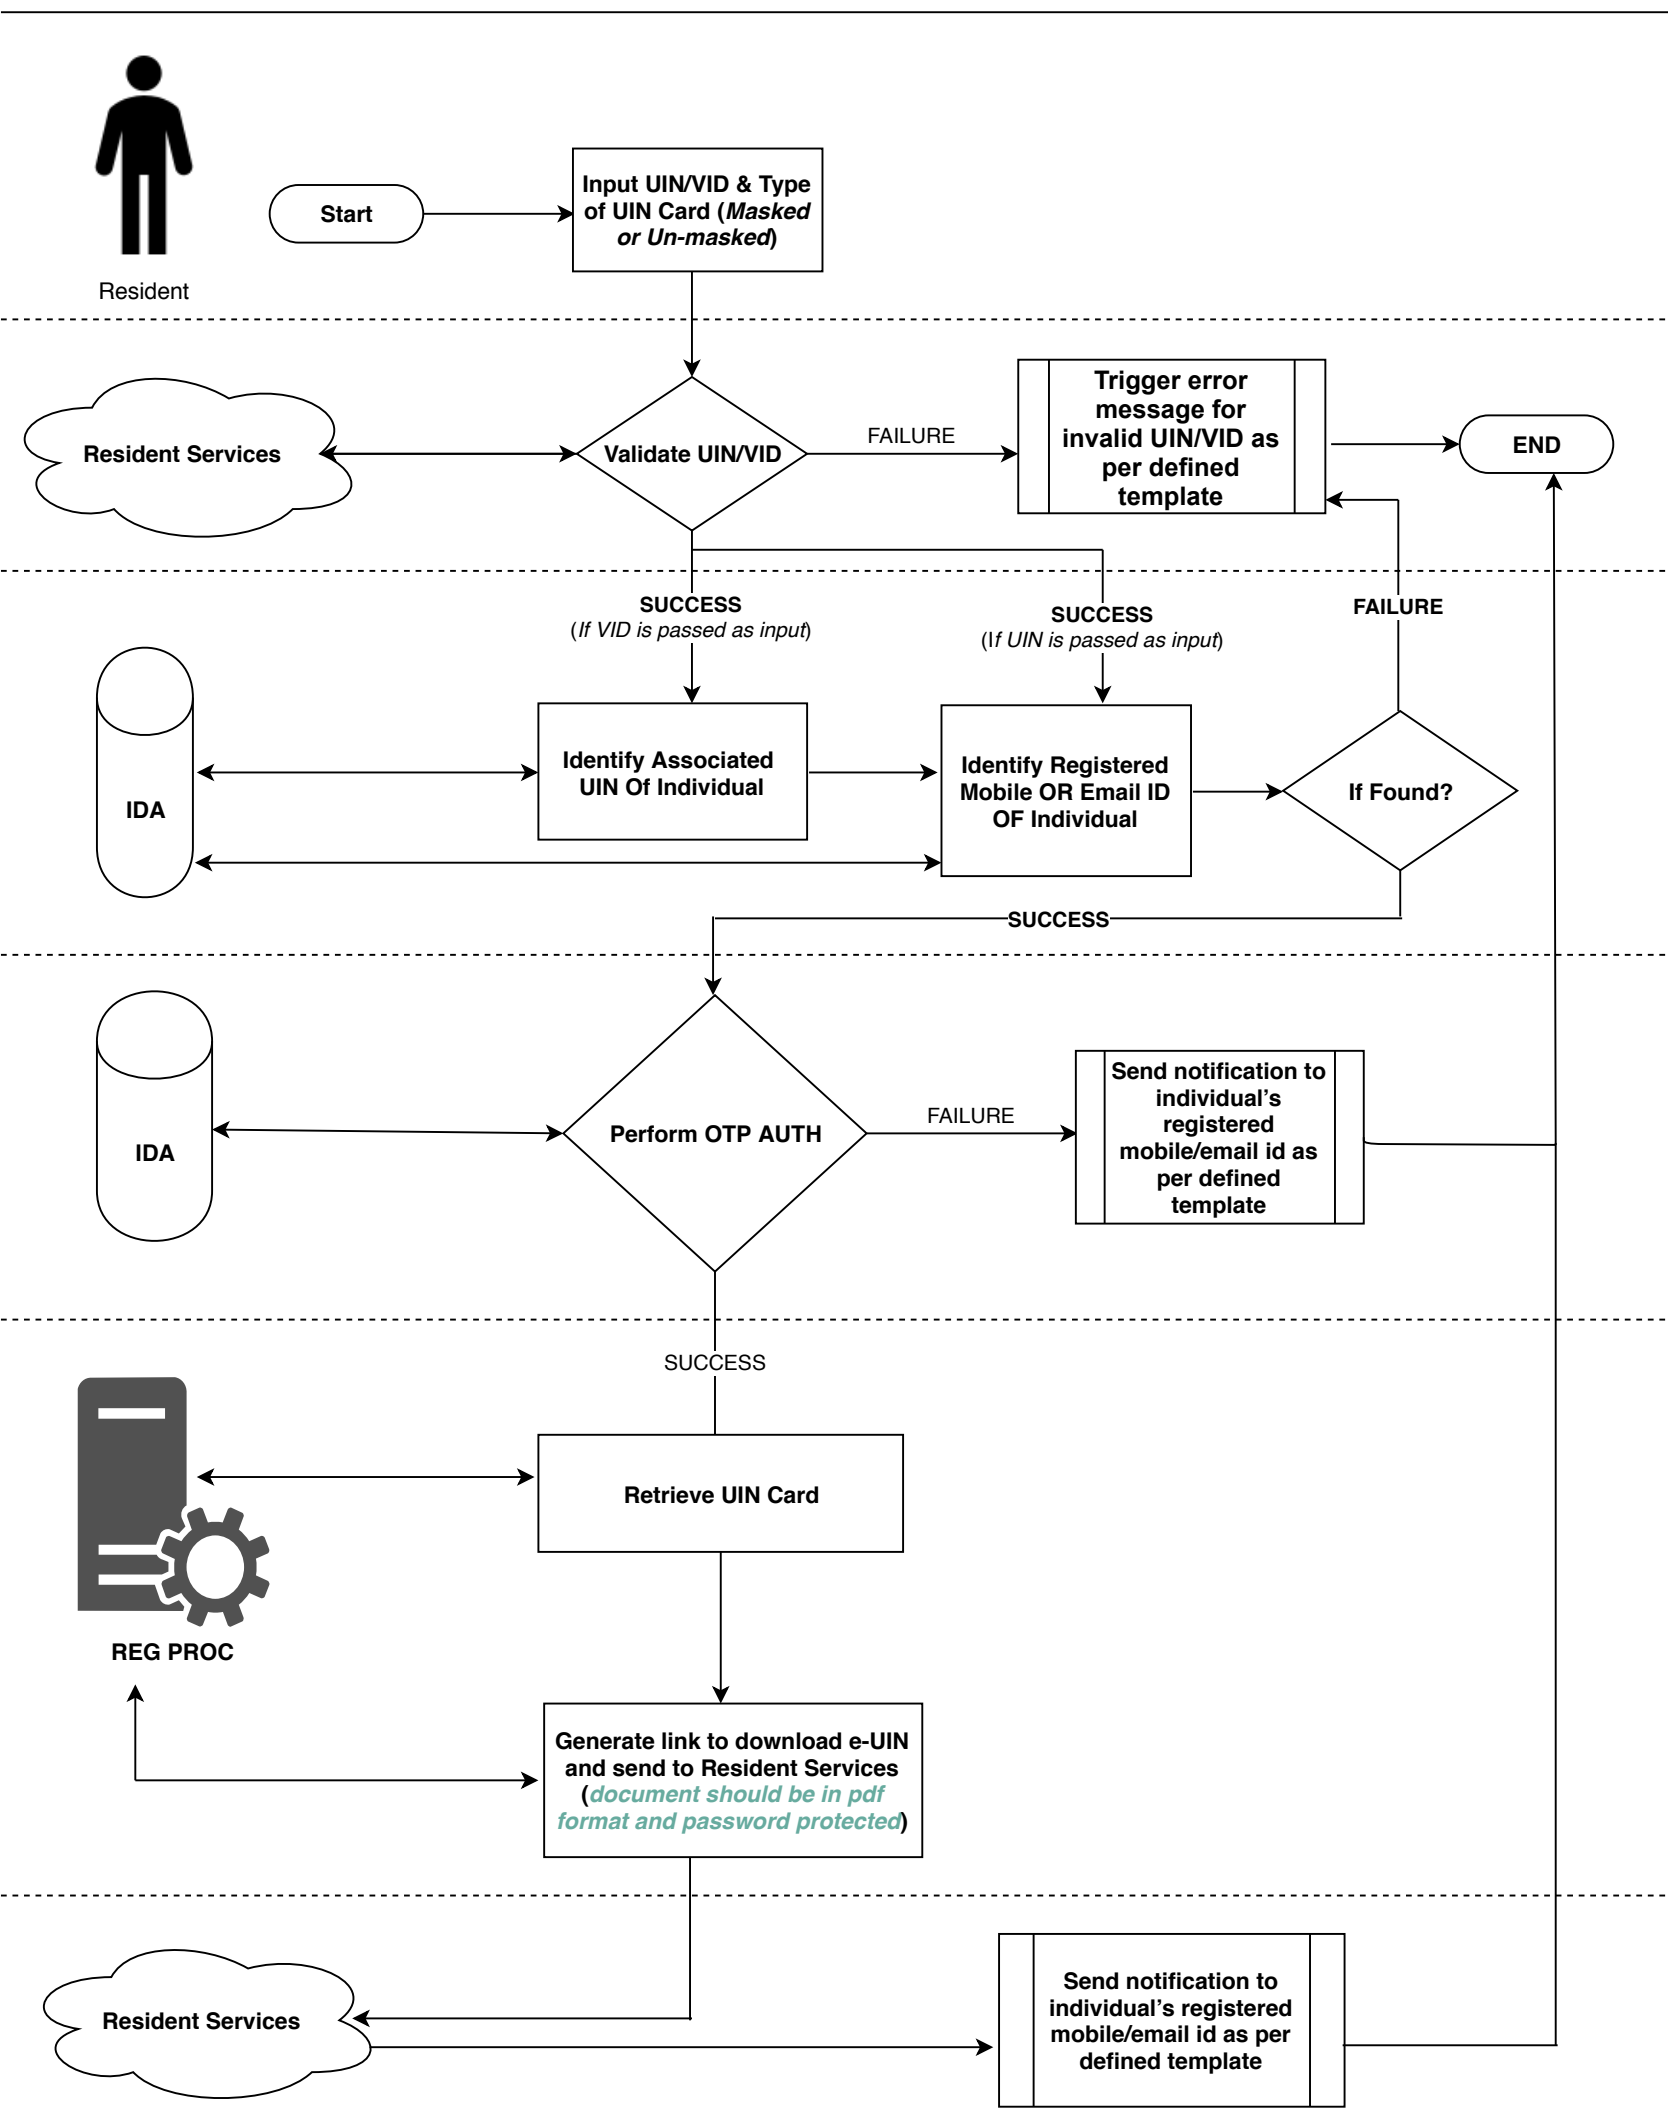 Start
Input UIN/VID & Type
of UIN Card (Masked
or Un-masked)
Resident
Resident Services
Validate UIN/VID
FAILURE
Trigger error
message for
invalid UIN/VID as
per defined
template
END
SUCCESS
(If VID is passed as input)
SUCCESS
(If UIN is passed as input)
FAILURE
IDA
Identify Associated
UIN Of Individual
Identify Registered
Mobile OR Email ID
OF Individual
If Found?
SUCCESS
IDA
Perform OTP AUTH
FAILURE
Send notification to
individual’s
registered
mobile/email id as
per defined
template
SUCCESS
Retrieve UIN Card
REG PROC
Generate link to download e-UIN
and send to Resident Services
(document should be in pdf
format and password protected)
Resident Services
Send notification to
individual’s registered
mobile/email id as per
defined template